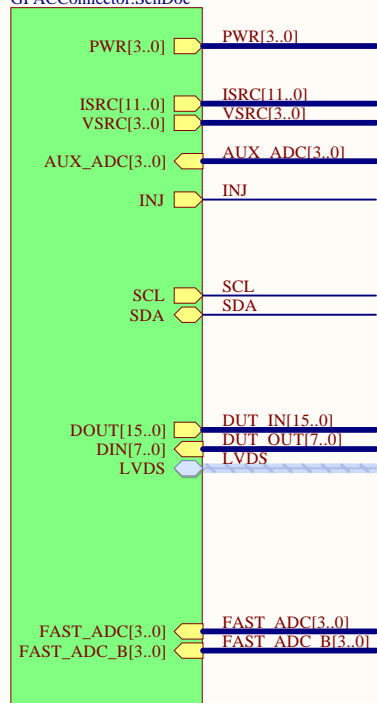 PWR[3..0] PWR[3..0]
ISRC[11..0] ISRC[11..0]
VSRC[3..0] VSRC[3..0]
AUX_ADC[3..0] AUX_ADC[3..0]
INJ INJ
SCL SCL
SDA SDA
DOUT[15..0] DUT_IN[15..0]
DIN[7..0] DUT_OUT[7..0]
LVDS LVDS
FAST_ADC[3..0] FAST_ADC[3..0]
FAST_ADC_B[3..0] FAST_ADC_B[3..0]